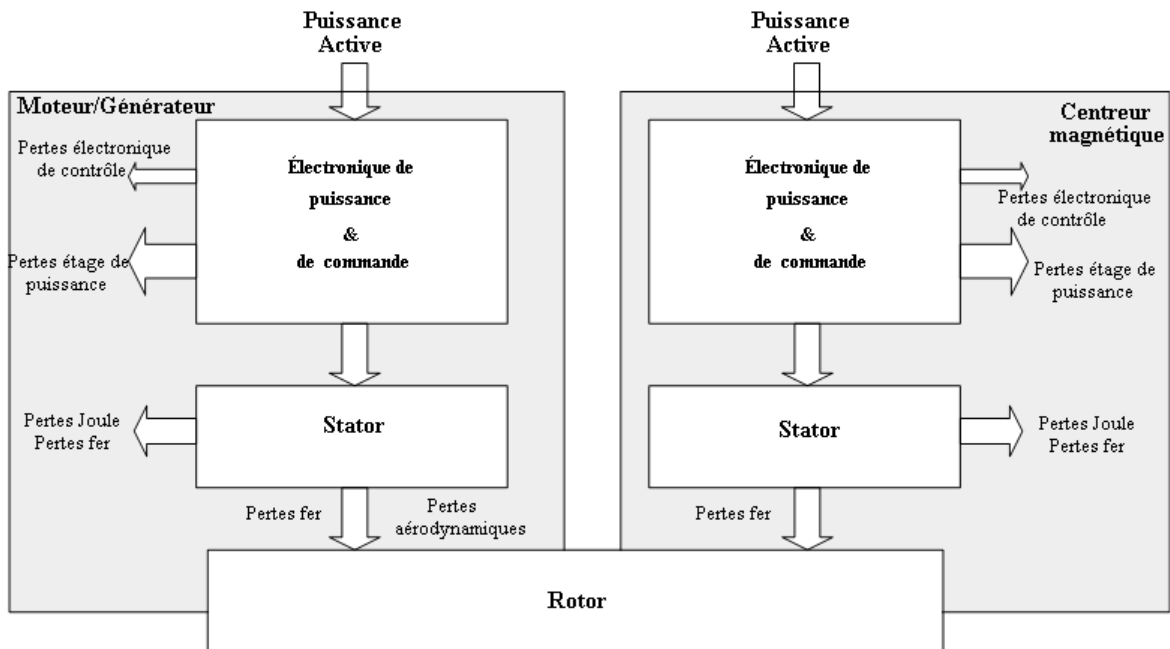 Puissance
Active
Puissance
Active
Moteur/Générateur
Centreur
magnétique
Pertes électronique
de contrôle
Électronique de
puissance
&
de commande
Pertes étage de
puissance
Électronique de
puissance
&
de commande
Pertes électronique
de contrôle
Pertes étage de
puissance
Pertes Joule
Pertes fer
Stator
Stator
Pertes Joule
Pertes fer
Pertes fer
Pertes
aérodynamiques
Pertes fer
Rotor